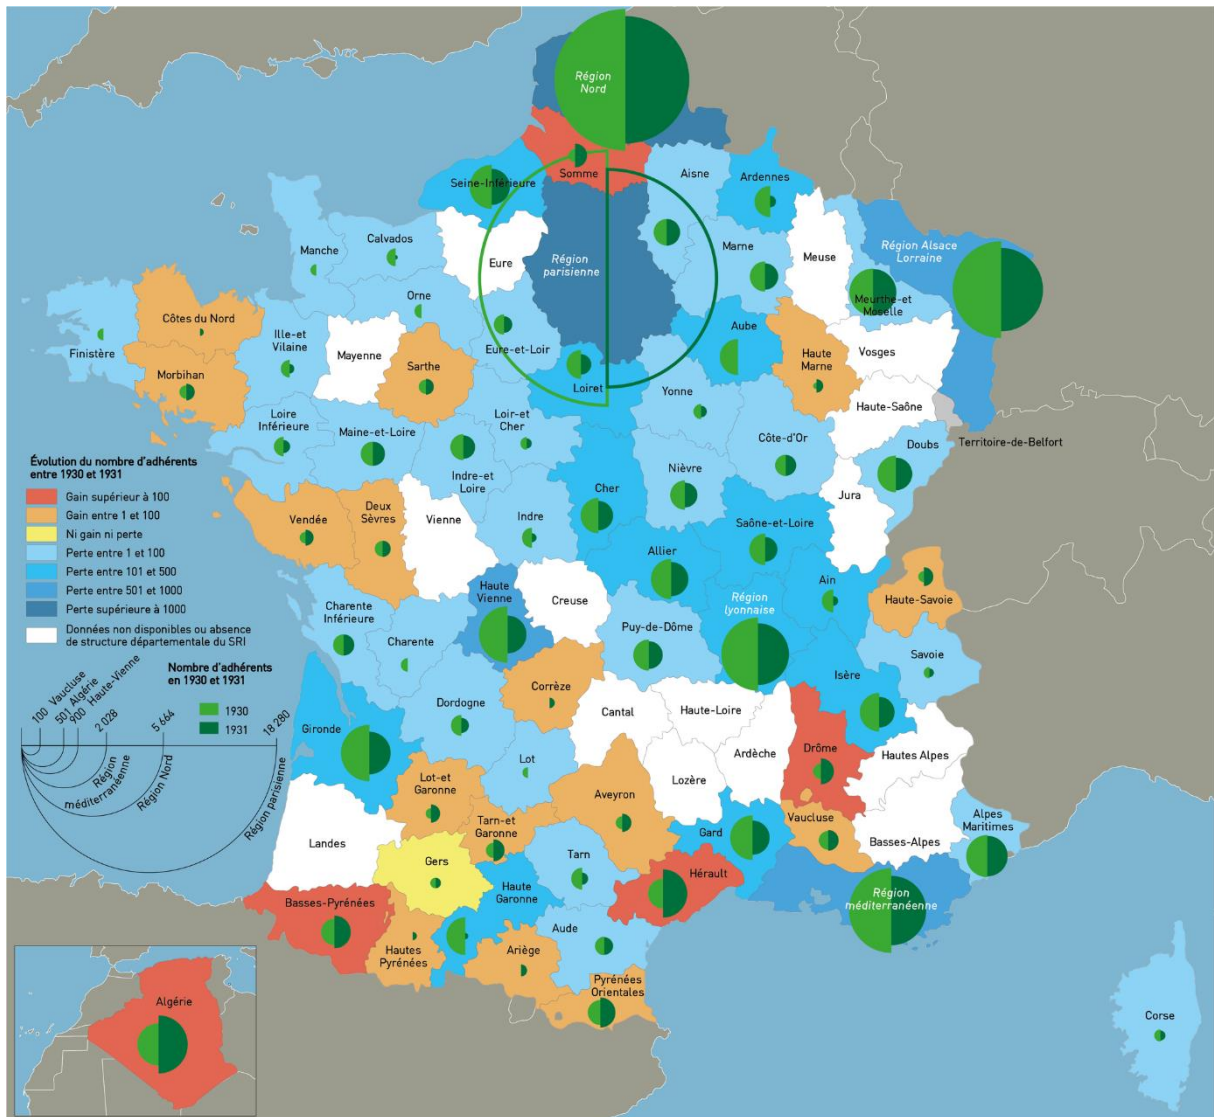 Région
Nord
Somme
Aisne
Ardennes
Seine-Inférieure
Région Alsace
Lorraine
Manche
Calvados
Eure
Région
parisienne
Marne
Meuse
Meurthe-et
Moselle
Orne
Côtes du Nord
Finistère
Ille-et
Vilaine
Mayenne
Sarthe
Eure-et-Loir
Aube
Haute
Marne
Vosges
Morbihan
Loiret
Yonne
Haute-Saône
Loire
Inférieure
Maine-et-Loire
Loir-et
Cher
Indre-et
Loire
Côte-d'Or
Doubs
Territoire-de-Belfort
Nièvre
Cher
Jura
Vendée
Deux
Sèvres
Vienne
Indre
Saône-et-Loire
Allier
Ain
Haute-Savoie
Haute
Vienne
Creuse
Région
lyonnaise
Charente
Inférieure
Charente
Puy-de-Dôme
Savoie
Isère
Corrèze
Dordogne
Gironde
Cantal
Haute-Loire
Ardèche
Drôme
Hautes Alpes
Lot
Lozère
Lot-et
Garonne
Aveyron
Vaucluse
Basses-Alpes
Alpes
Maritimes
Tarn-et
Garonne
Landes
Gers
Tarn
Gard
Hérault
Haute
Garonne
Région
méditerranéenne
Basses-Pyrénées
Hautes
Pyrénées
Aude
Ariège
Pyrénées
Orientales
Corse
Algérie
Évolution du nombre d'adhérents
entre 1930 et 1931
Gain supérieur à 100
Gain entre 1 et 100
Ni gain ni perte
Perte entre 1 et 100
Perte entre 101 et 500
Perte entre 501 et 1000
Perte supérieure à 1000
Données non disponibles ou absence
de structure départementale du SRI
Nombre d'adhérents
en 1930 et 1931
1930
1931
100 Vaucluse
501 Algérie
900 Haute-Vienne
2 028
Région
méditerranéenne
5 664
Région Nord
18 280
Région parisienne